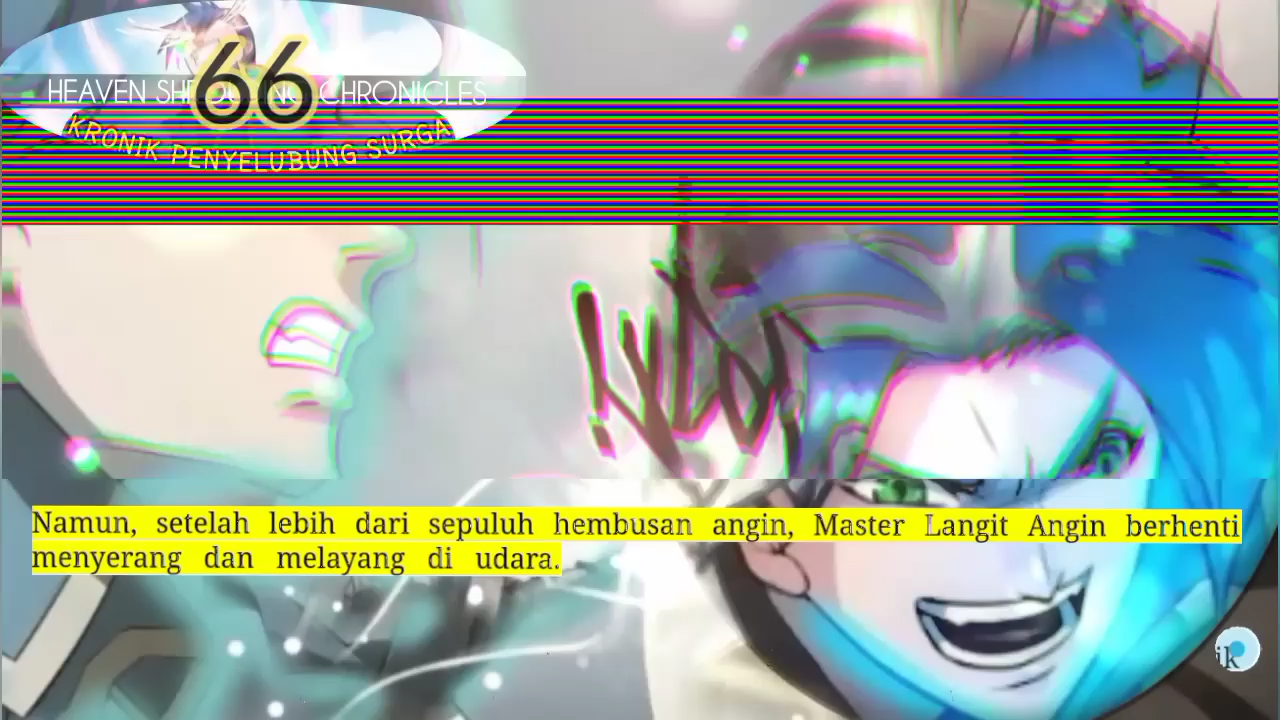 66
HEAVEN CHRONICLES
KRONIK PENYELUBUNG SURGA
Namun, setelah lebih dari sepuluh hembusan angin, Master Langit Angin berhenti
menyerang dan melayang di udara.
ik